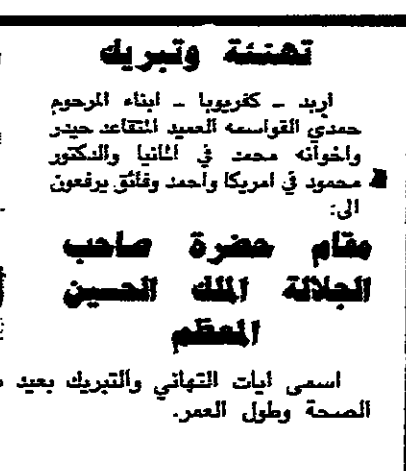 تهنئة وتبريك
اربد - كفريوبا - ابناء المرحوم
حمدي القواسمه العميد المتقاعد حيدر
واخوانه محمد في المانيا والدكتور
محمود في امريكا واحمد وفائق يرفعون
الى:
مقام حضرة صاحب
الجلالة الملك الحسين
المعظم
اسمى ايات التهاني والتبريك بعيد
الصحة وطول العمر.